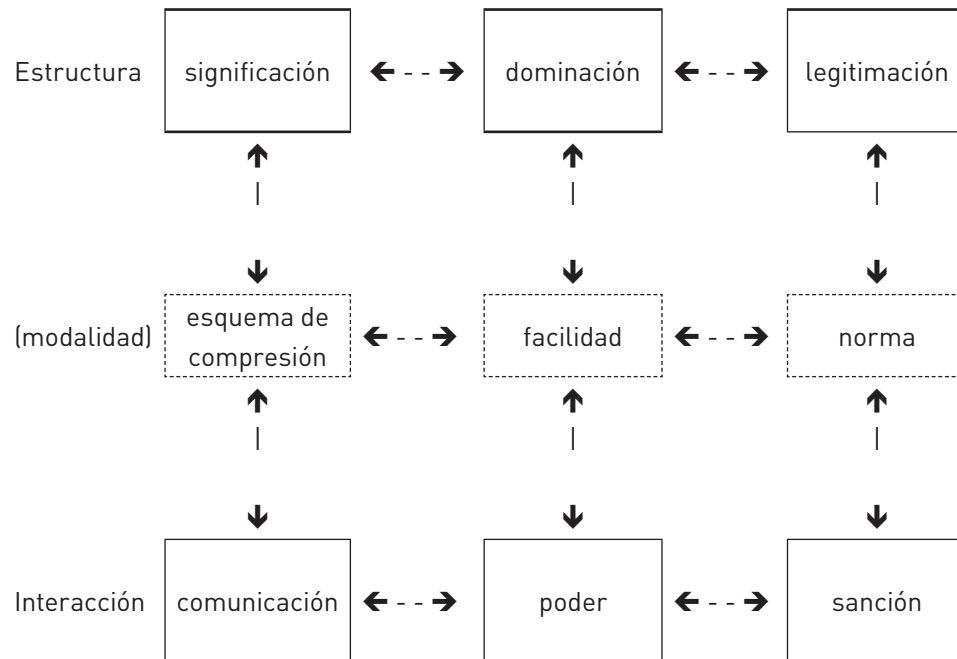 Estructura significación dominación legitimación
(modalidad) esquema de compresión facilidad norma
Interacción comunicación poder sanción